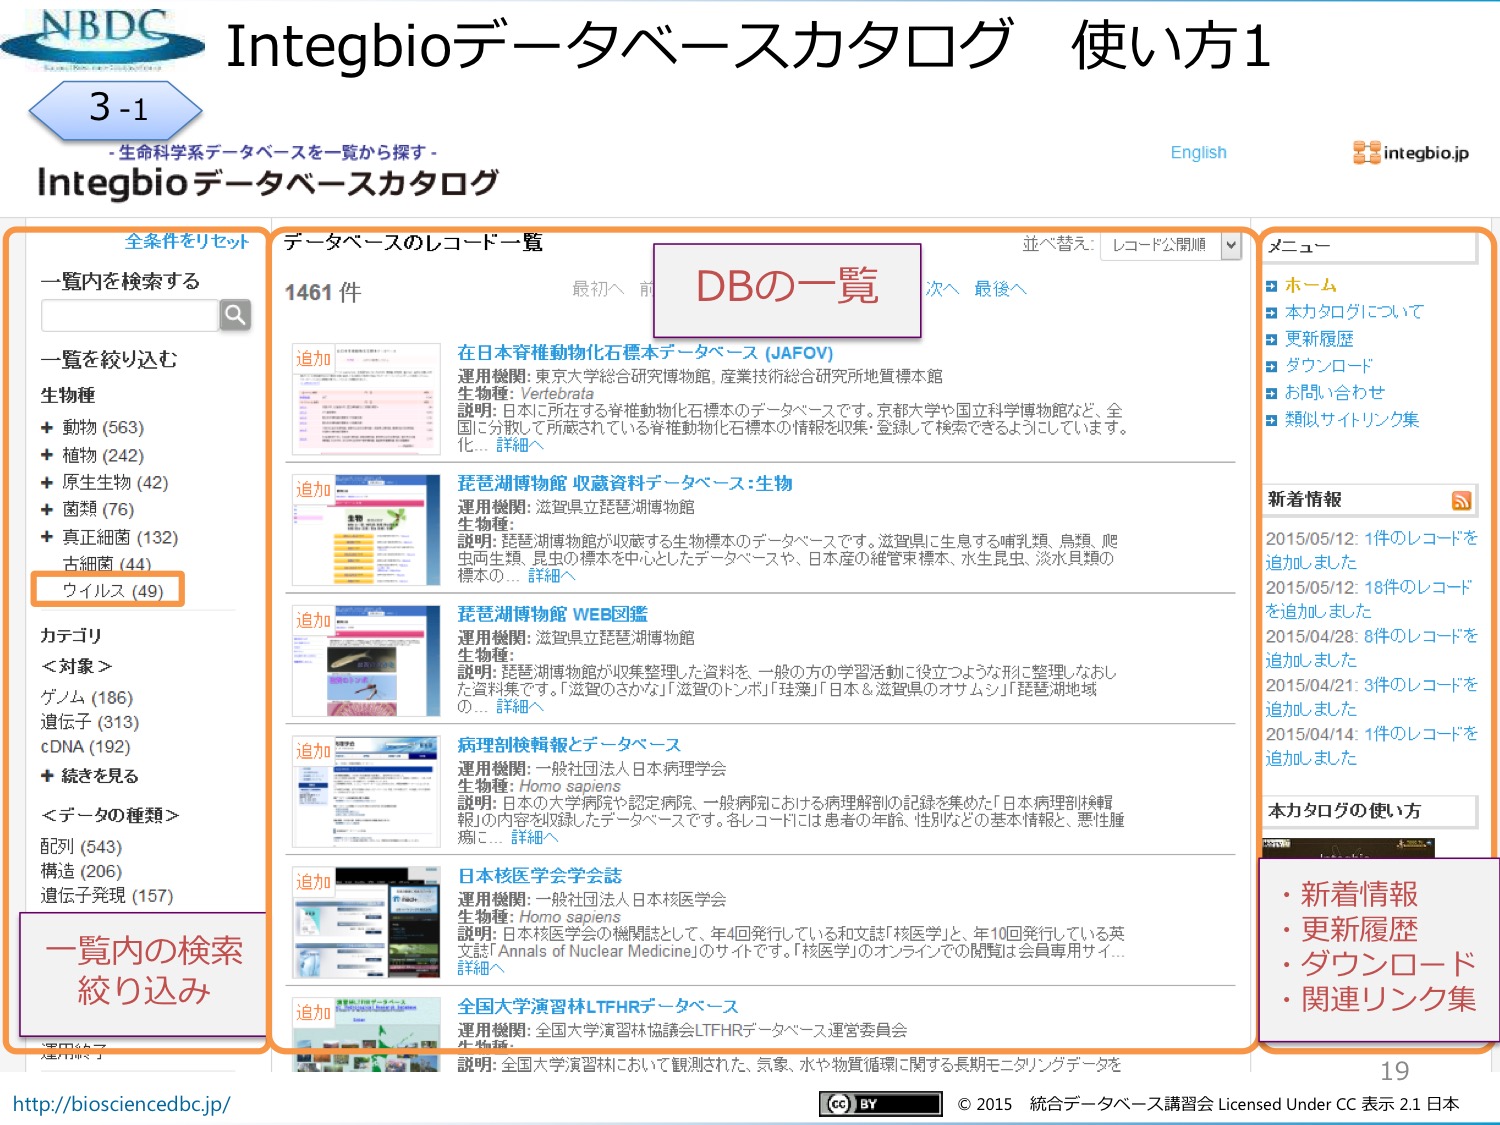 NBDC
Integbioデータベースカタログ　使い方1
3-1
- 生命科学系データベースを一覧から探す -
Integbioデータベースカタログ
English
integbio.jp
全条件をリセット
一覧内を検索する
一覧を絞り込む
生物種
+ 動物 (563)
+ 植物 (242)
+ 原生生物 (42)
+ 菌類 (76)
+ 真正細菌 (132)
古細菌 (44)
ウイルス (49)
カテゴリ
＜対象＞
ゲノム (186)
遺伝子 (313)
cDNA (192)
+ 続きを見る
＜データの種類＞
配列 (543)
構造 (206)
遺伝子発現 (157)
一覧内の検索
絞り込み
運用終了
データベースのレコード一覧
並べ替え: レコード公開順
1461 件
最初へ 前
次へ 最後へ
DBの一覧
追加
在日本脊椎動物化石標本データベース (JAFOV)
運用機関: 東京大学総合研究博物館, 産業技術総合研究所地質標本館
生物種: Vertebrata
説明: 日本に所在する脊椎動物化石標本のデータベースです。京都大学や国立科学博物館など、全
国に分散して所蔵されている脊椎動物化石標本の情報を収集・登録して検索できるようにしています。
化... 詳細へ
追加
琵琶湖博物館 収蔵資料データベース:生物
運用機関: 滋賀県立琵琶湖博物館
生物種:
説明: 琵琶湖博物館が収蔵する生物標本のデータベースです。滋賀県に生息する哺乳類、鳥類、爬
虫両生類、昆虫の標本を中心としたデータベースや、日本産の維管束標本、水生昆虫、淡水貝類の
標本の... 詳細へ
追加
琵琶湖博物館 WEB図鑑
運用機関: 滋賀県立琵琶湖博物館
生物種:
説明: 琵琶湖博物館が収集整理した資料を、一般の方の学習活動に役立つような形に整理しなおし
た資料集です。「滋賀のさかな」「滋賀のトンボ」「珪藻」「日本＆滋賀県のオサムシ」「琵琶湖地域
の... 詳細へ
追加
病理剖検輯報とデータベース
運用機関: 一般社団法人日本病理学会
生物種: Homo sapiens
説明: 日本の大学病院や認定病院、一般病院における病理解剖の記録を集めた「日本病理剖検輯
報」の内容を収録したデータベースです。各レコードには患者の年齢、性別などの基本情報と、悪性腫
瘍に... 詳細へ
追加
日本核医学会学会誌
運用機関: 一般社団法人日本核医学会
生物種: Homo sapiens
説明: 日本核医学会の機関誌として、年4回発行している和文誌「核医学」と、年10回発行している英
文誌「Annals of Nuclear Medicine」のサイトです。「核医学」のオンラインでの閲覧は会員専用サイ...
詳細へ
追加
全国大学演習林LTFHRデータベース
運用機関: 全国大学演習林協議会LTFHRデータベース運営委員会
生物種:
説明: 全国大学演習林において観測された、気象、水や物質循環に関する長期モニタリングデータを
メニュー
ホーム
本カタログについて
更新履歴
ダウンロード
お問い合わせ
類似サイトリンク集
新着情報
2015/05/12: 1件のレコードを
追加しました
2015/05/12: 18件のレコード
を追加しました
2015/04/28: 8件のレコードを
追加しました
2015/04/21: 3件のレコードを
追加しました
2015/04/14: 1件のレコードを
追加しました
本カタログの使い方
・新着情報
・更新履歴
・ダウンロード
・関連リンク集
19
http://biosciencedbc.jp/
cc BY
© 2015　統合データベース講習会 Licensed Under CC 表示 2.1 日本